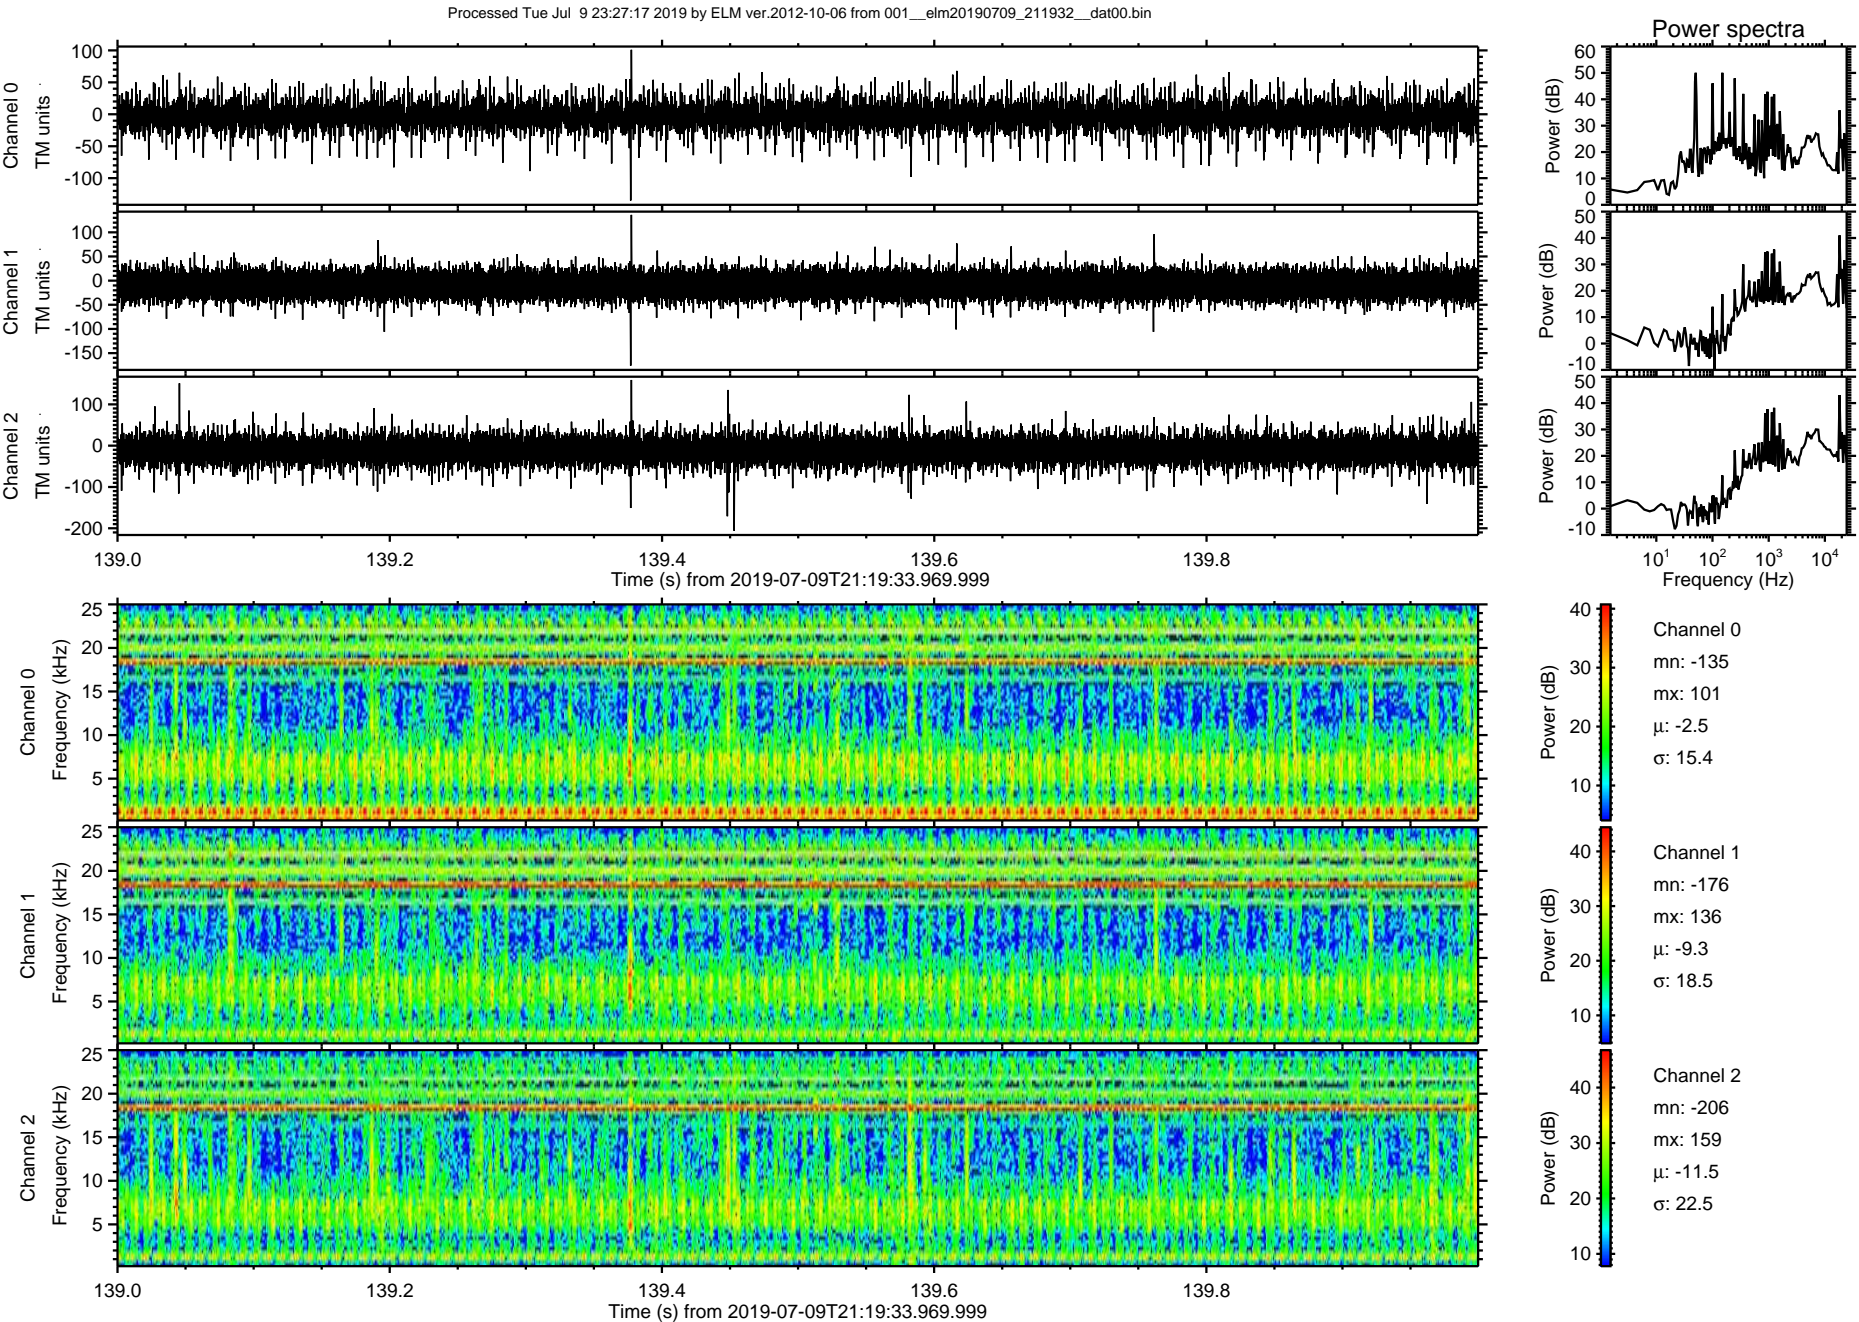 Processed Tue Jul 9 23:27:17 2019 by ELM ver.2012-10-06 from 001__elm20190709_211932__dat00.bin
Power spectra
Channel 0
TM units
100
50
0
-50
-100
Power (dB)
60
50
40
30
20
10
0
Channel 1
TM units
100
50
0
-50
-100
-150
Power (dB)
50
40
30
20
10
0
-10
Channel 2
TM units
100
0
-100
-200
Power (dB)
50
40
30
20
10
0
-10
139.0 139.2 139.4 139.6 139.8
Time (s) from 2019-07-09T21:19:33.969.999
10¹ 10² 10³ 10⁴
Frequency (Hz)
Channel 0
Frequency (kHz)
25
20
15
10
5
Power (dB)
40
30
20
10
Channel 0
mn: -135
mx: 101
μ: -2.5
σ: 15.4
Channel 1
Frequency (kHz)
25
20
15
10
5
Power (dB)
40
30
20
10
Channel 1
mn: -176
mx: 136
μ: -9.3
σ: 18.5
Channel 2
Frequency (kHz)
25
20
15
10
5
Power (dB)
40
30
20
10
Channel 2
mn: -206
mx: 159
μ: -11.5
σ: 22.5
139.0 139.2 139.4 139.6 139.8
Time (s) from 2019-07-09T21:19:33.969.999